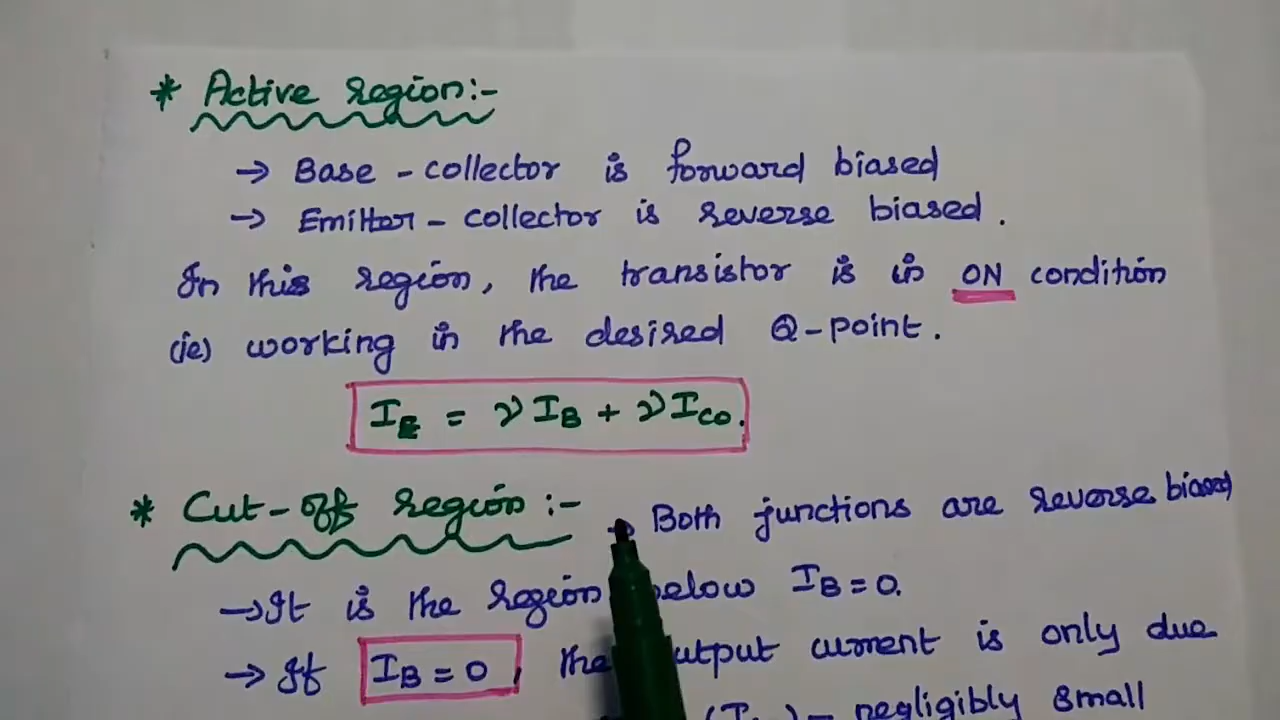 * Active region:-
→ Base - collector is forward biased
→ Emitter - collector is reverse biased.
In this region, the transistor is in ON condition
(ie) working in the desired Q-point.
IE = γIB + γICO.
* Cut-off region :- → Both junctions are reverse biased
→ It is the region below IB = 0.
→ If IB = 0, the output current is only due
negligibly small